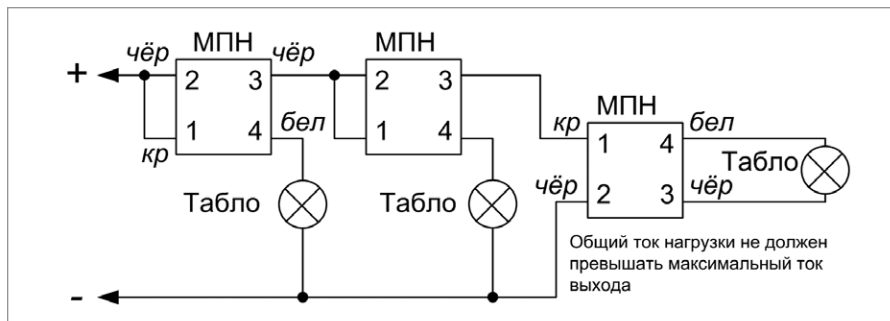 МПН
МПН
чёр
чёр
+
2
3
2
3
МПН
1
4
бел
1
4
кр
кр
1
4
бел
Табло
Табло
Табло
чёр
2
3
чёр
Общий ток нагрузки не должен
превышать максимальный ток
выхода
-